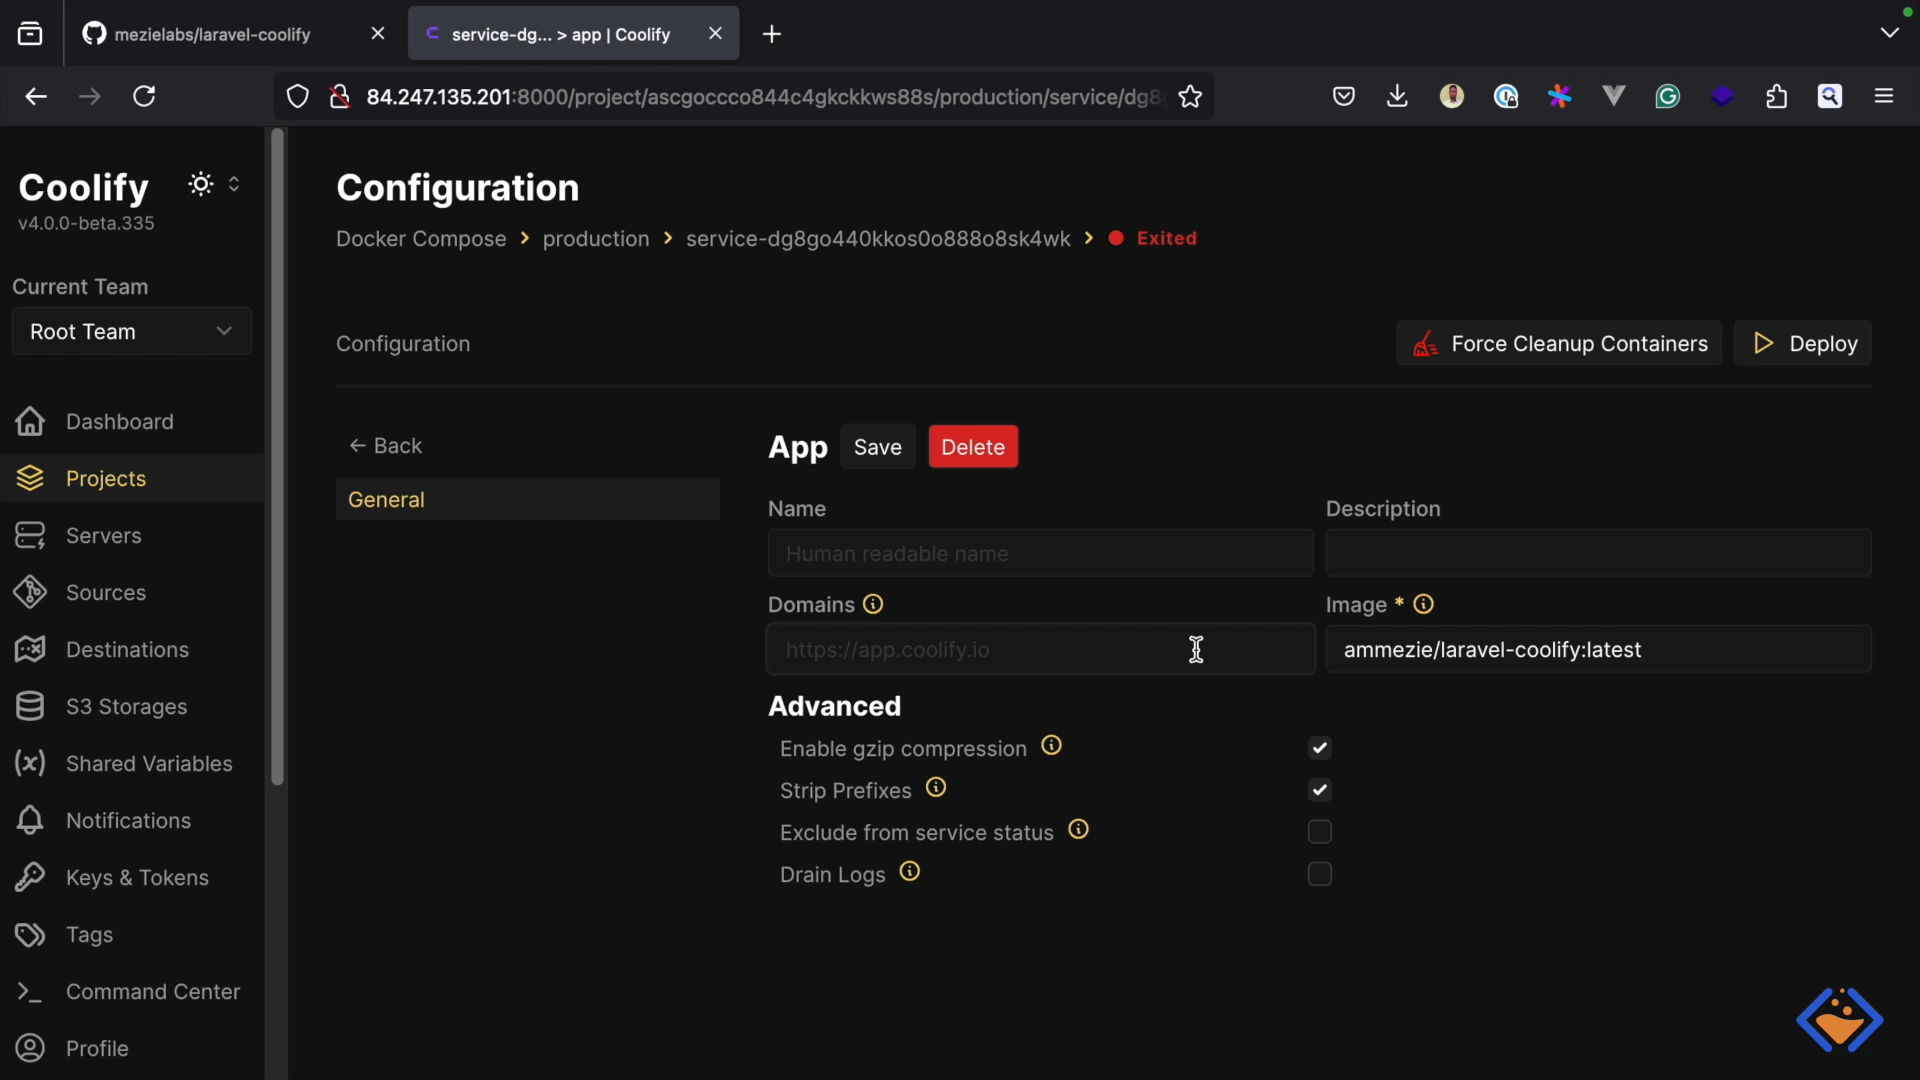 mezielabs/laravel-coolify
service-dg... > app | Coolify
84.247.135.201:8000/project/ascgoccco844c4gkckkws88s/production/service/dg8
Coolify
v4.0.0-beta.335
Current Team
Root Team
Dashboard
Projects
Servers
Sources
Destinations
S3 Storages
Shared Variables
Notifications
Keys & Tokens
Tags
Command Center
Profile
Configuration
Docker Compose > production > service-dg8go440kkos0o888o8sk4wk > Exited
Configuration
Force Cleanup Containers
Deploy
← Back
General
App Save Delete
Name
Description
Human readable name
Domains
Image *
https://app.coolify.io
ammezie/laravel-coolify:latest
Advanced
Enable gzip compression
Strip Prefixes
Exclude from service status
Drain Logs